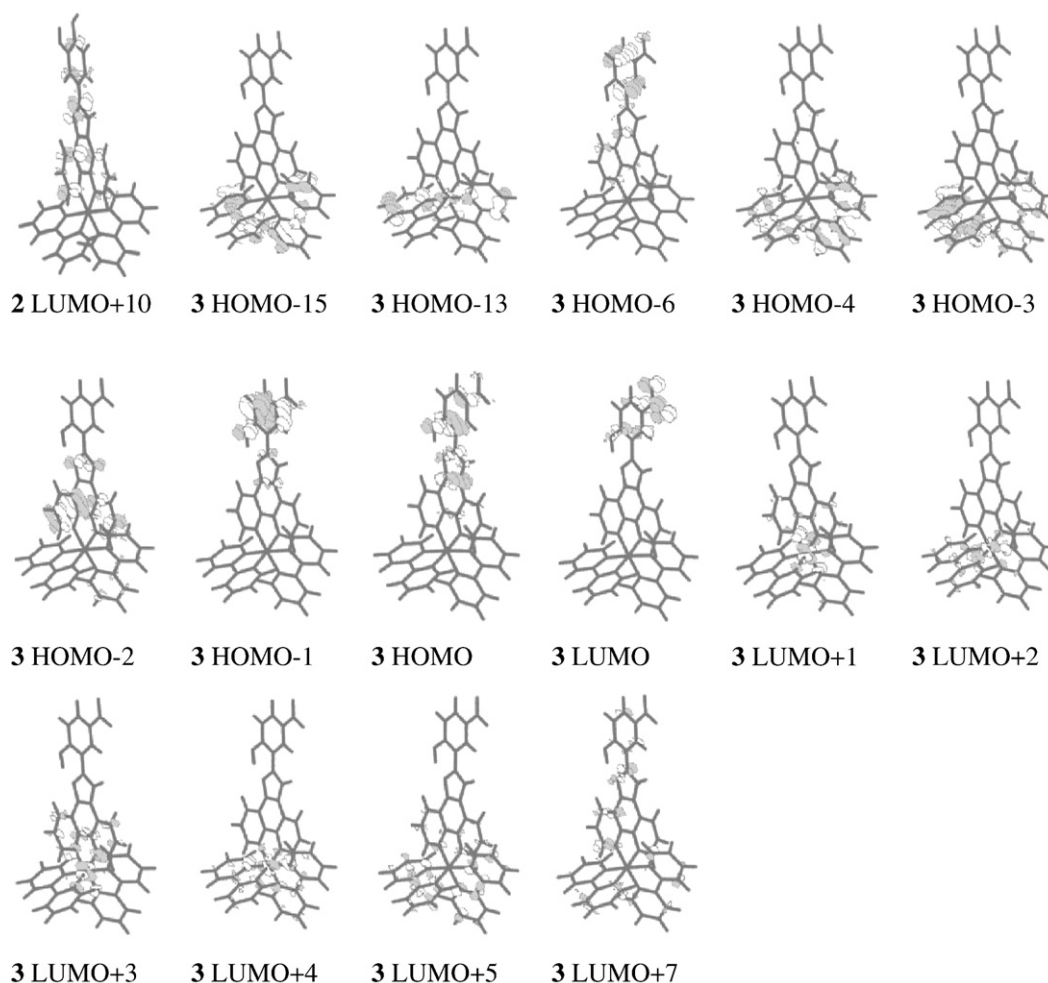 2 LUMO+10 3 HOMO-15 3 HOMO-13 3 HOMO-6 3 HOMO-4 3 HOMO-3
3 HOMO-2 3 HOMO-1 3 HOMO 3 LUMO 3 LUMO+1 3 LUMO+2
3 LUMO+3 3 LUMO+4 3 LUMO+5 3 LUMO+7